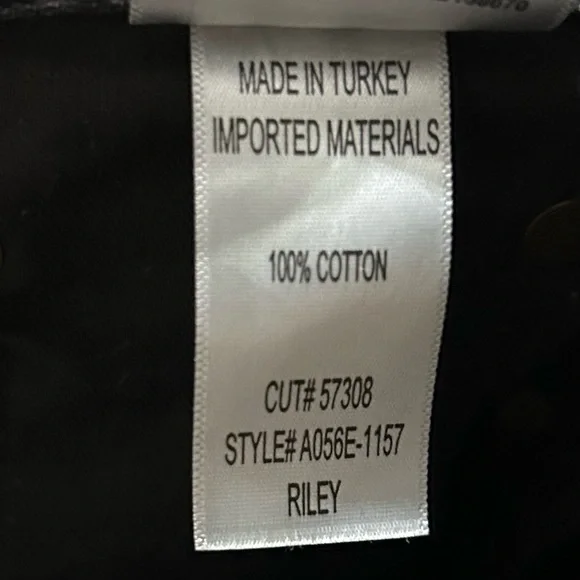 MADE IN TURKEY
IMPORTED MATERIALS
100% COTTON
CUT# 57308
STYLE# A056E-1157
RILEY